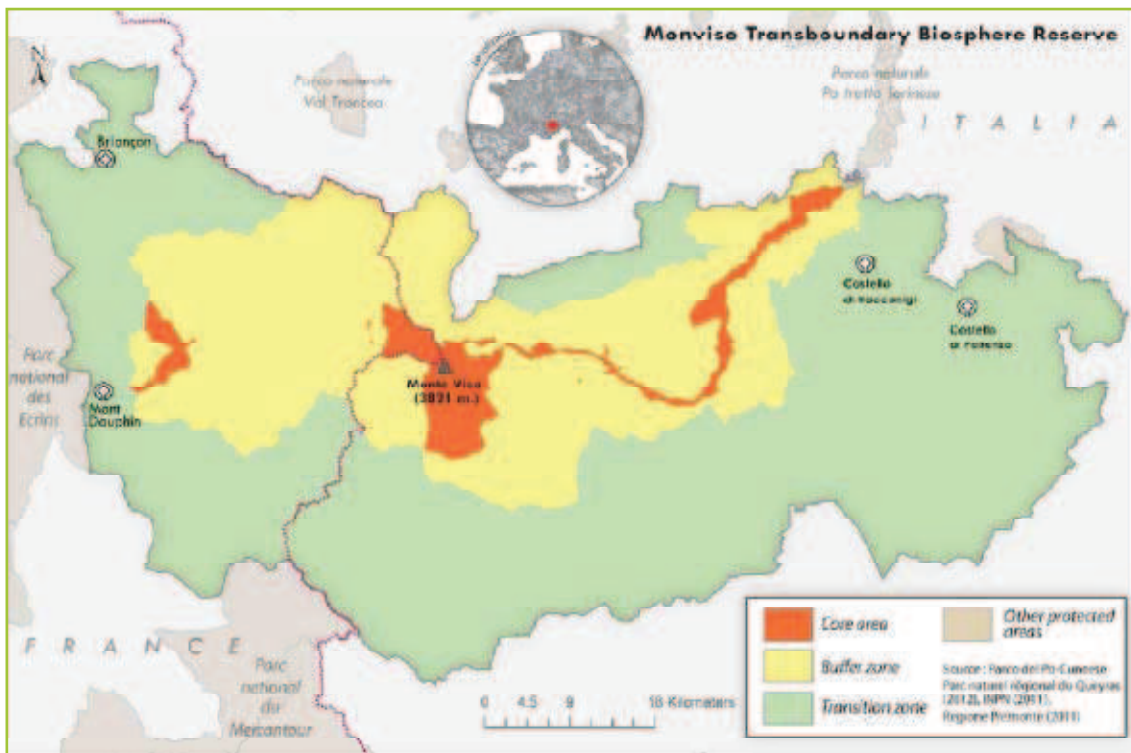 Monviso Transboundary Biosphere Reserve
N
Parco naturale
Val Troncea
Parco naturale
Po tratto Torinese
I T A L I A
Briançon
Castello
di Racconigi
Castello
di Pollenzo
Parc
national
des
Ecrins
Mont
Dauphin
Monte Viso
(3821 m.)
F R A N C E
Parc
national
du
Mercantour
0 4.5 9 18 Kilometers
Core area
Buffer zone
Transition zone
Other protected
areas
Source : Parco del Po Cuneese
Parc naturel régional du Queyras
(2012), INPN (2011),
Regione Piemonte (2011)